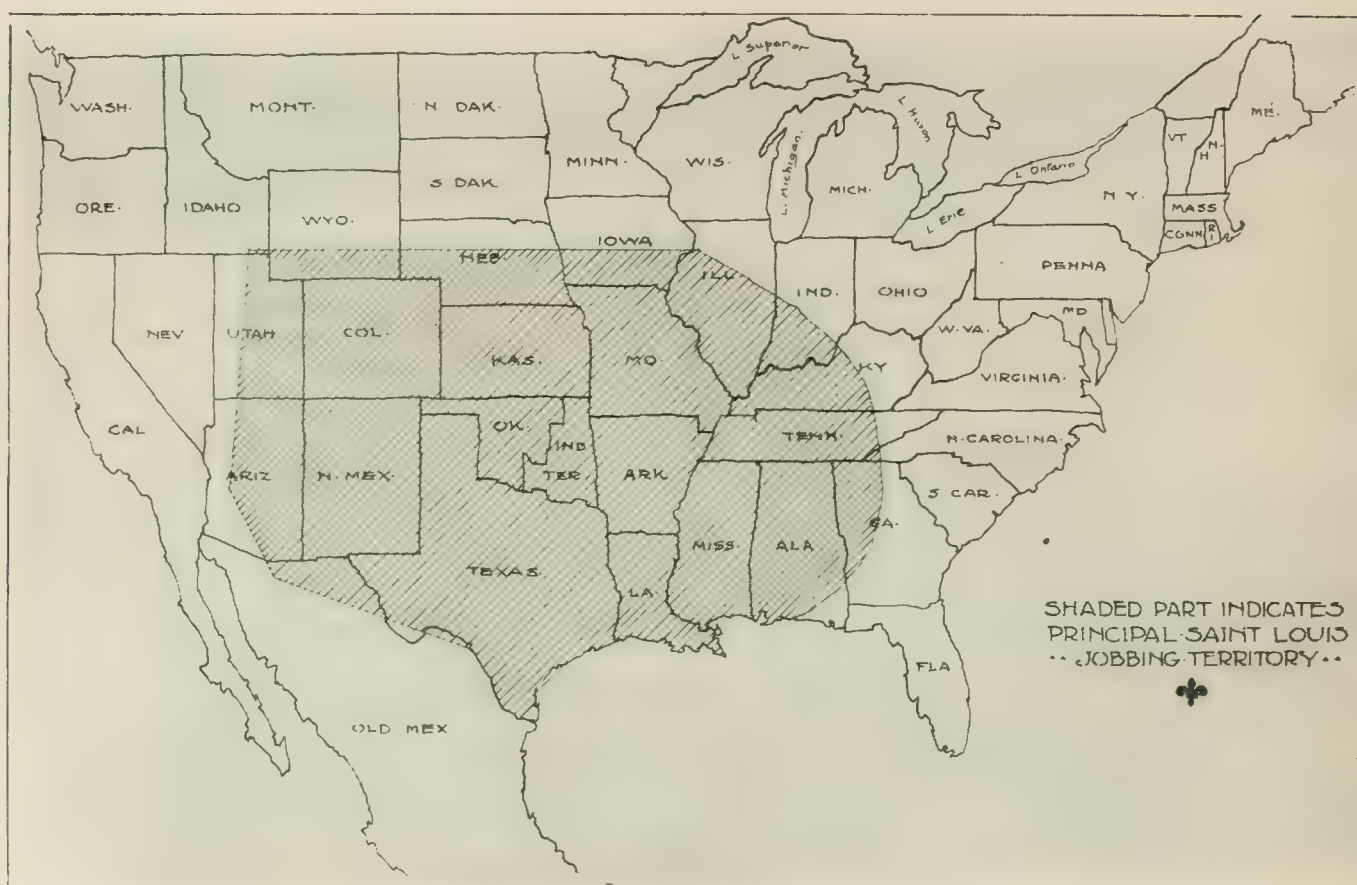 L Superior
WASH.
MONT.
N DAK.
MINN.
WIS.
L. Michigan.
L Huron
MICH.
L Ontario
L Erie
N.Y.
VT
N.
H
ME.
MASS
CONN
R
I
ORE.
IDAHO
WYO.
S DAK
IOWA
NEB
ILL
IND.
OHIO
PENNA
MD
W.VA.
VIRGINIA.
NEV
UTAH
COL.
KAS.
MO
KY
CAL
ARIZ
N. MEX.
OK.
IND
TER
ARK
TENN.
N. CAROLINA.
S CAR.
GA.
MISS.
ALA
TEXAS.
LA.
FLA
OLD MEX
SHADED PART INDICATES
PRINCIPAL SAINT LOUIS
·· JOBBING TERRITORY ··